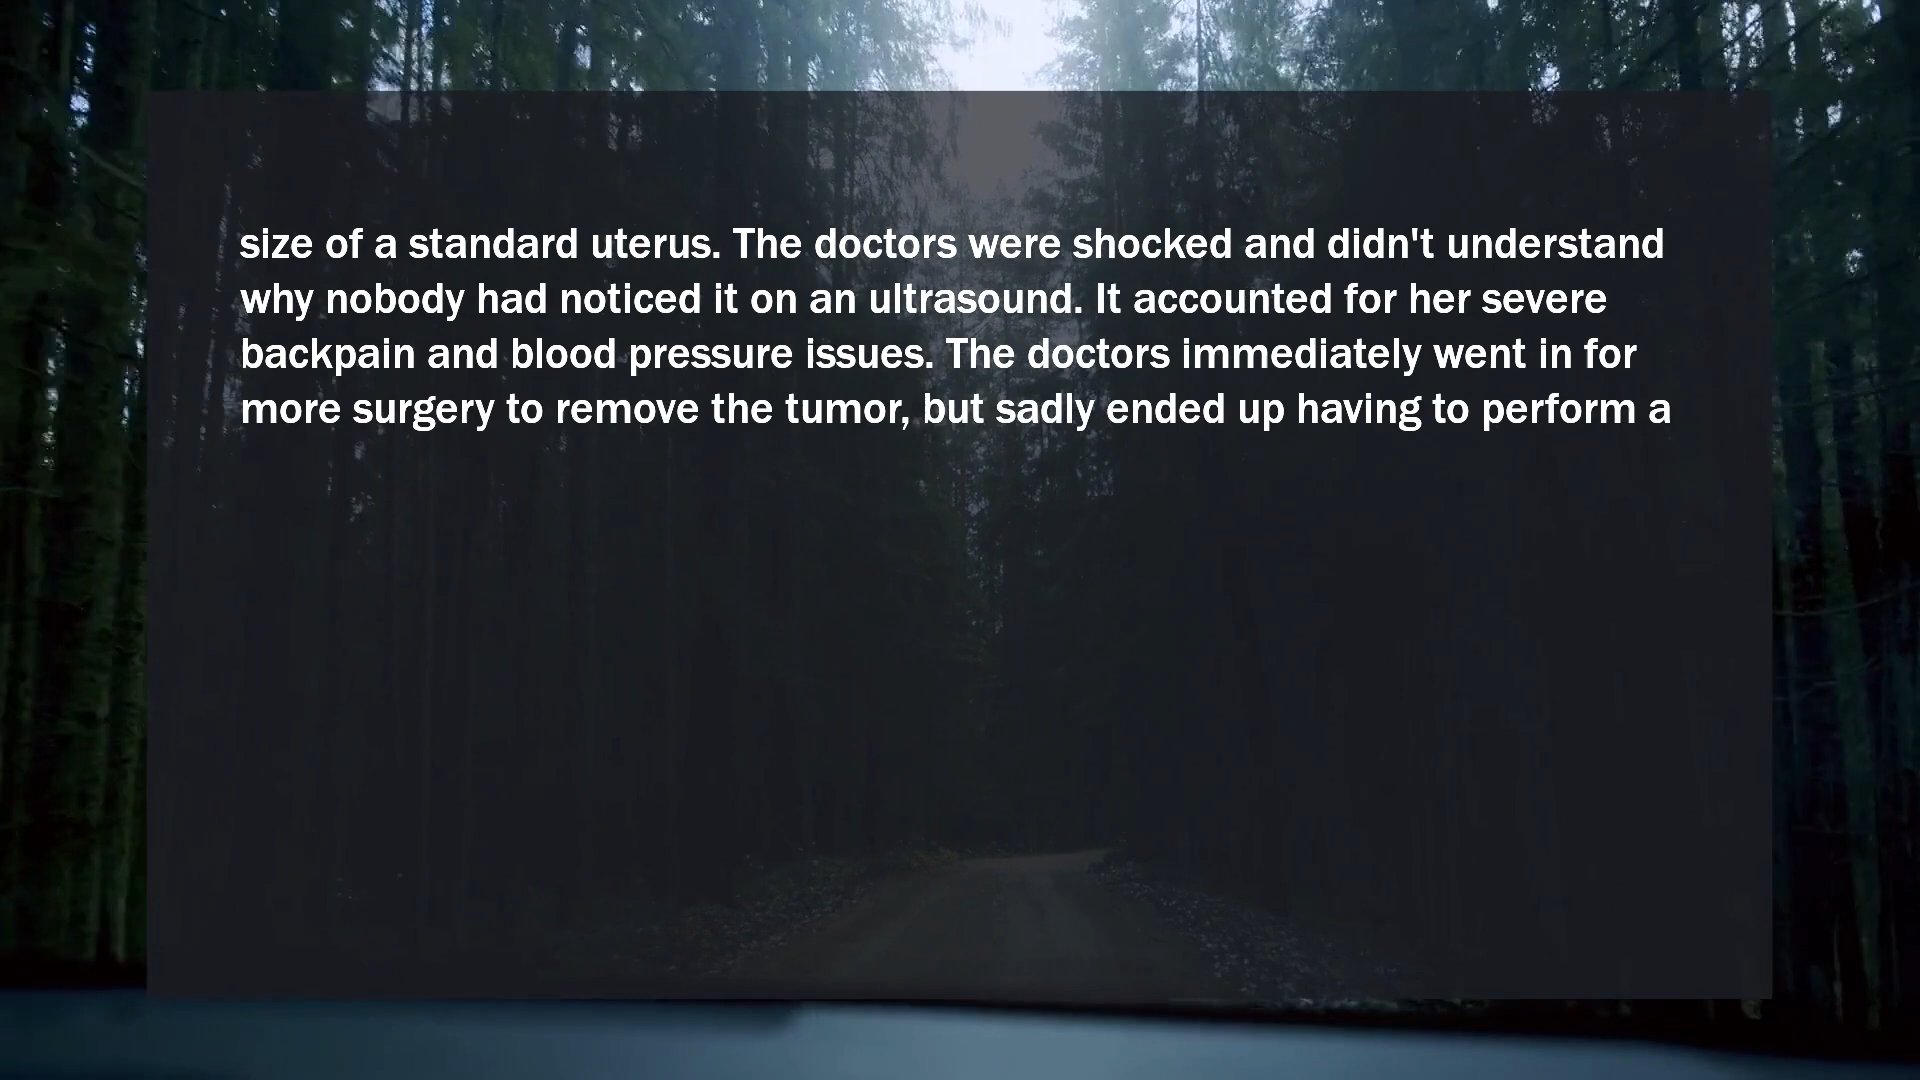 size of a standard uterus. The doctors were shocked and didn't understand
why nobody had noticed it on an ultrasound. It accounted for her severe
backpain and blood pressure issues. The doctors immediately went in for
more surgery to remove the tumor, but sadly ended up having to perform a